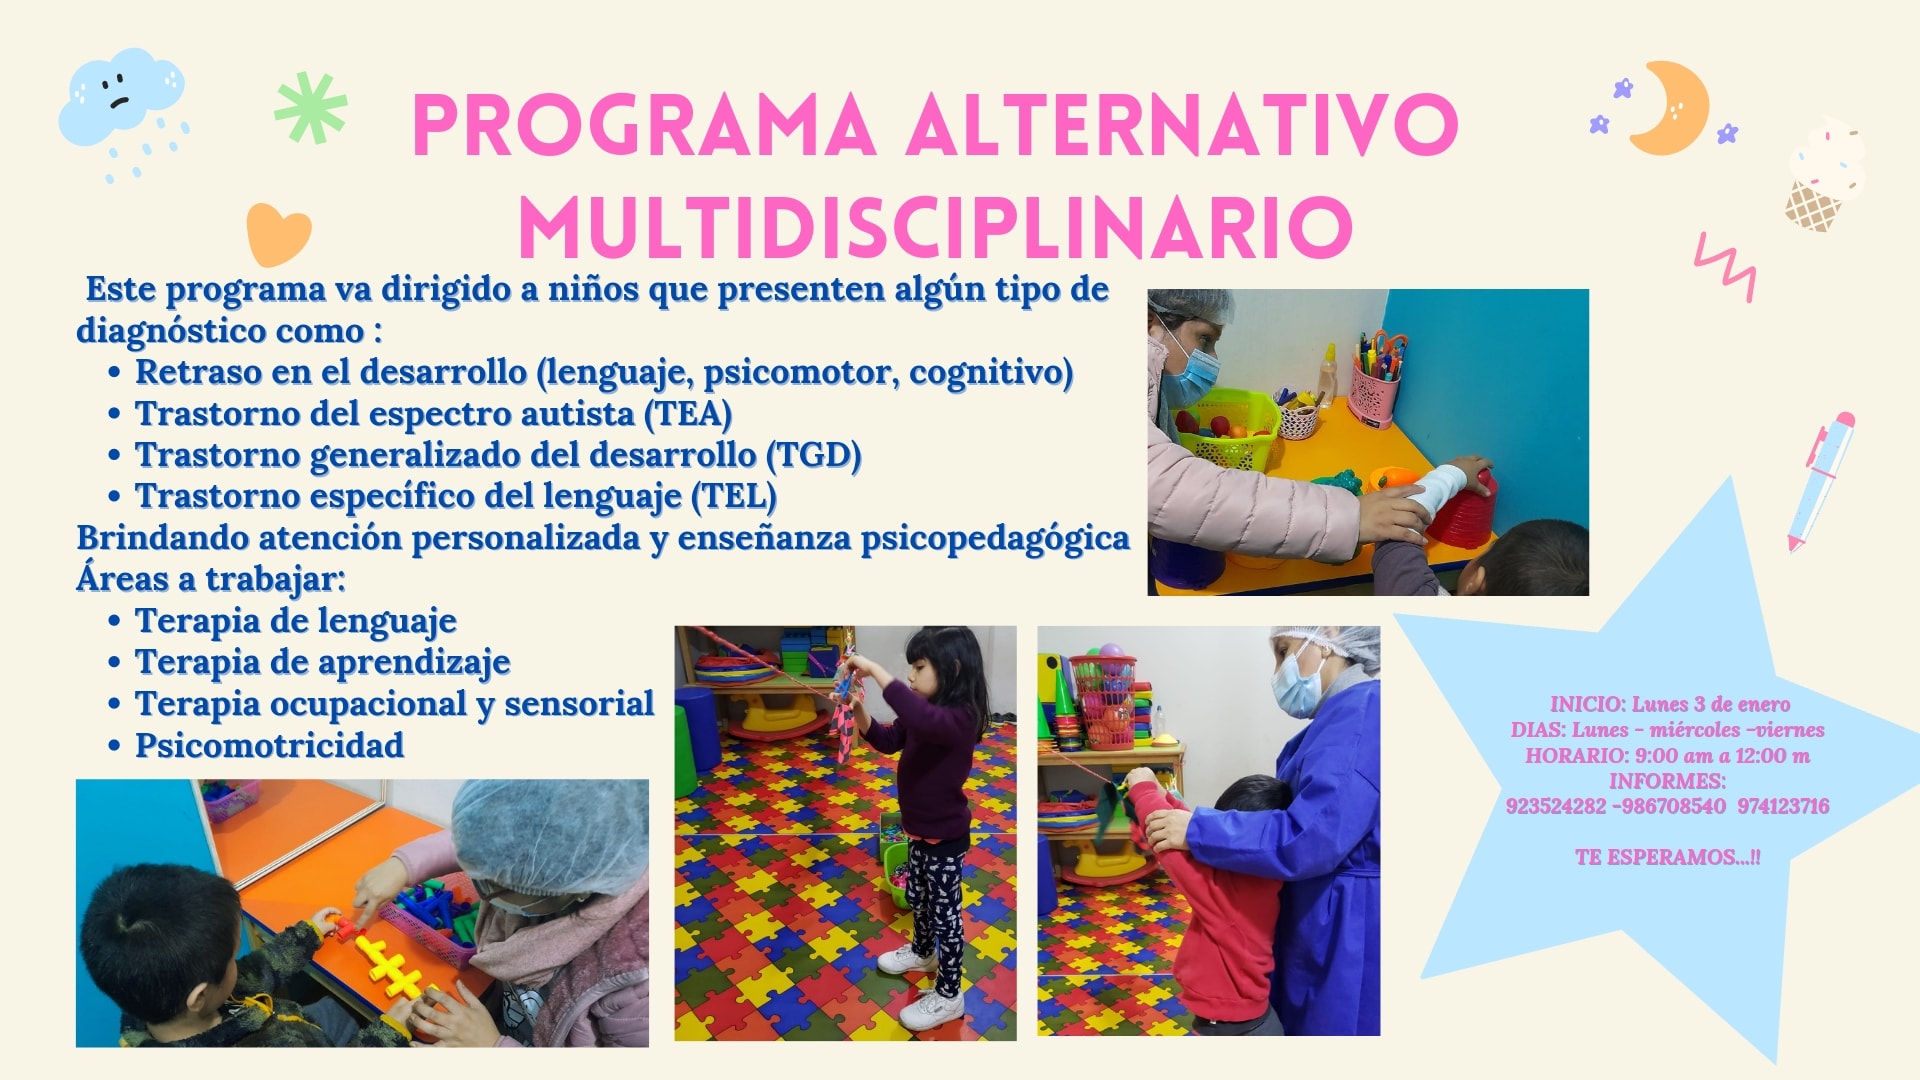 PROGRAMA ALTERNATIVO
MULTIDISCIPLINARIO
Este programa va dirigido a niños que presenten algún tipo de
diagnóstico como :
• Retraso en el desarrollo (lenguaje, psicomotor, cognitivo)
• Trastorno del espectro autista (TEA)
• Trastorno generalizado del desarrollo (TGD)
• Trastorno específico del lenguaje (TEL)
Brindando atención personalizada y enseñanza psicopedagógica
Áreas a trabajar:
• Terapia de lenguaje
• Terapia de aprendizaje
• Terapia ocupacional y sensorial
• Psicomotricidad
INICIO: Lunes 3 de enero
DIAS: Lunes - miércoles -viernes
HORARIO: 9:00 am a 12:00 m
INFORMES:
923524282 -986708540 974123716
TE ESPERAMOS...!!